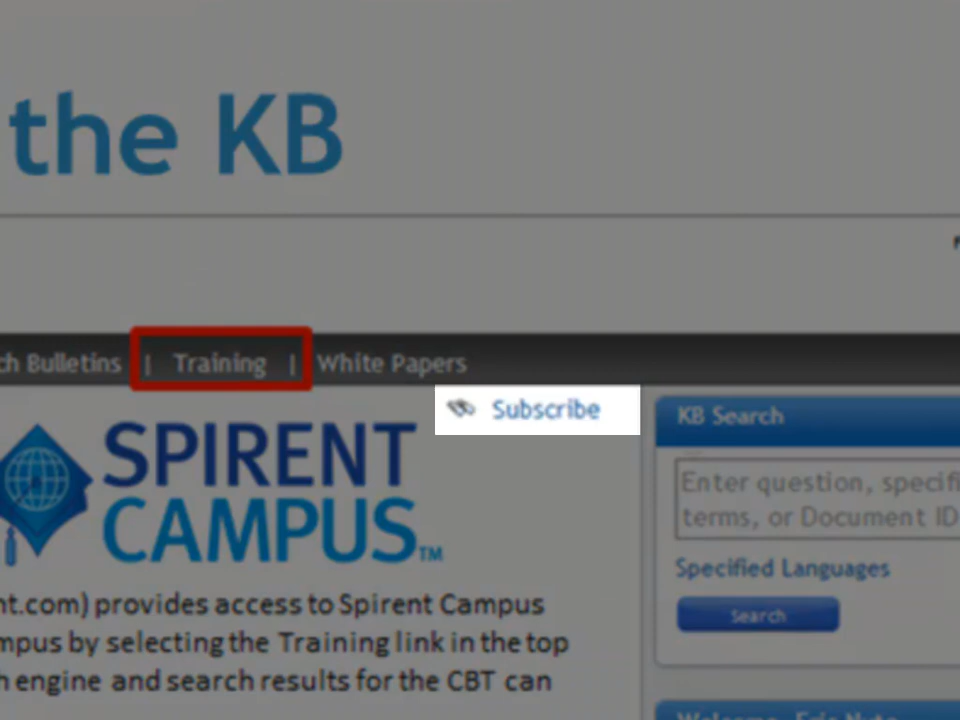 the KB
ch Bulletins | Training | White Papers
Subscribe
KB Search
SPIRENT
CAMPUS™
Enter question, specifi
terms, or Document ID
Specified Languages
Search
nt.com) provides access to Spirent Campus
mpus by selecting the Training link in the top
h engine and search results for the CBT can